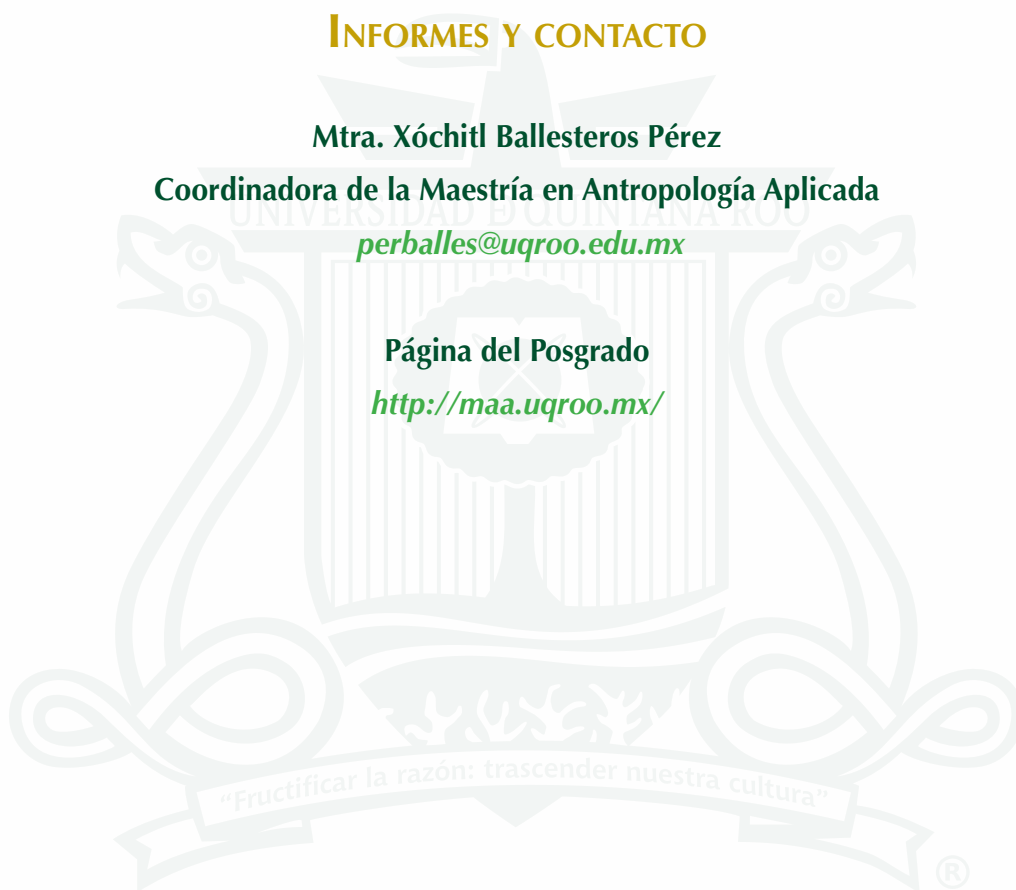 INFORMES Y CONTACTO
Mtra. Xóchitl Ballesteros Pérez
Coordinadora de la Maestría en Antropología Aplicada
UNIVERSIDAD D QUINTANA ROO
perballes@uqroo.edu.mx
Página del Posgrado
http://maa.uqroo.mx/
“Fructificar la razón: trascender nuestra cultura”
®